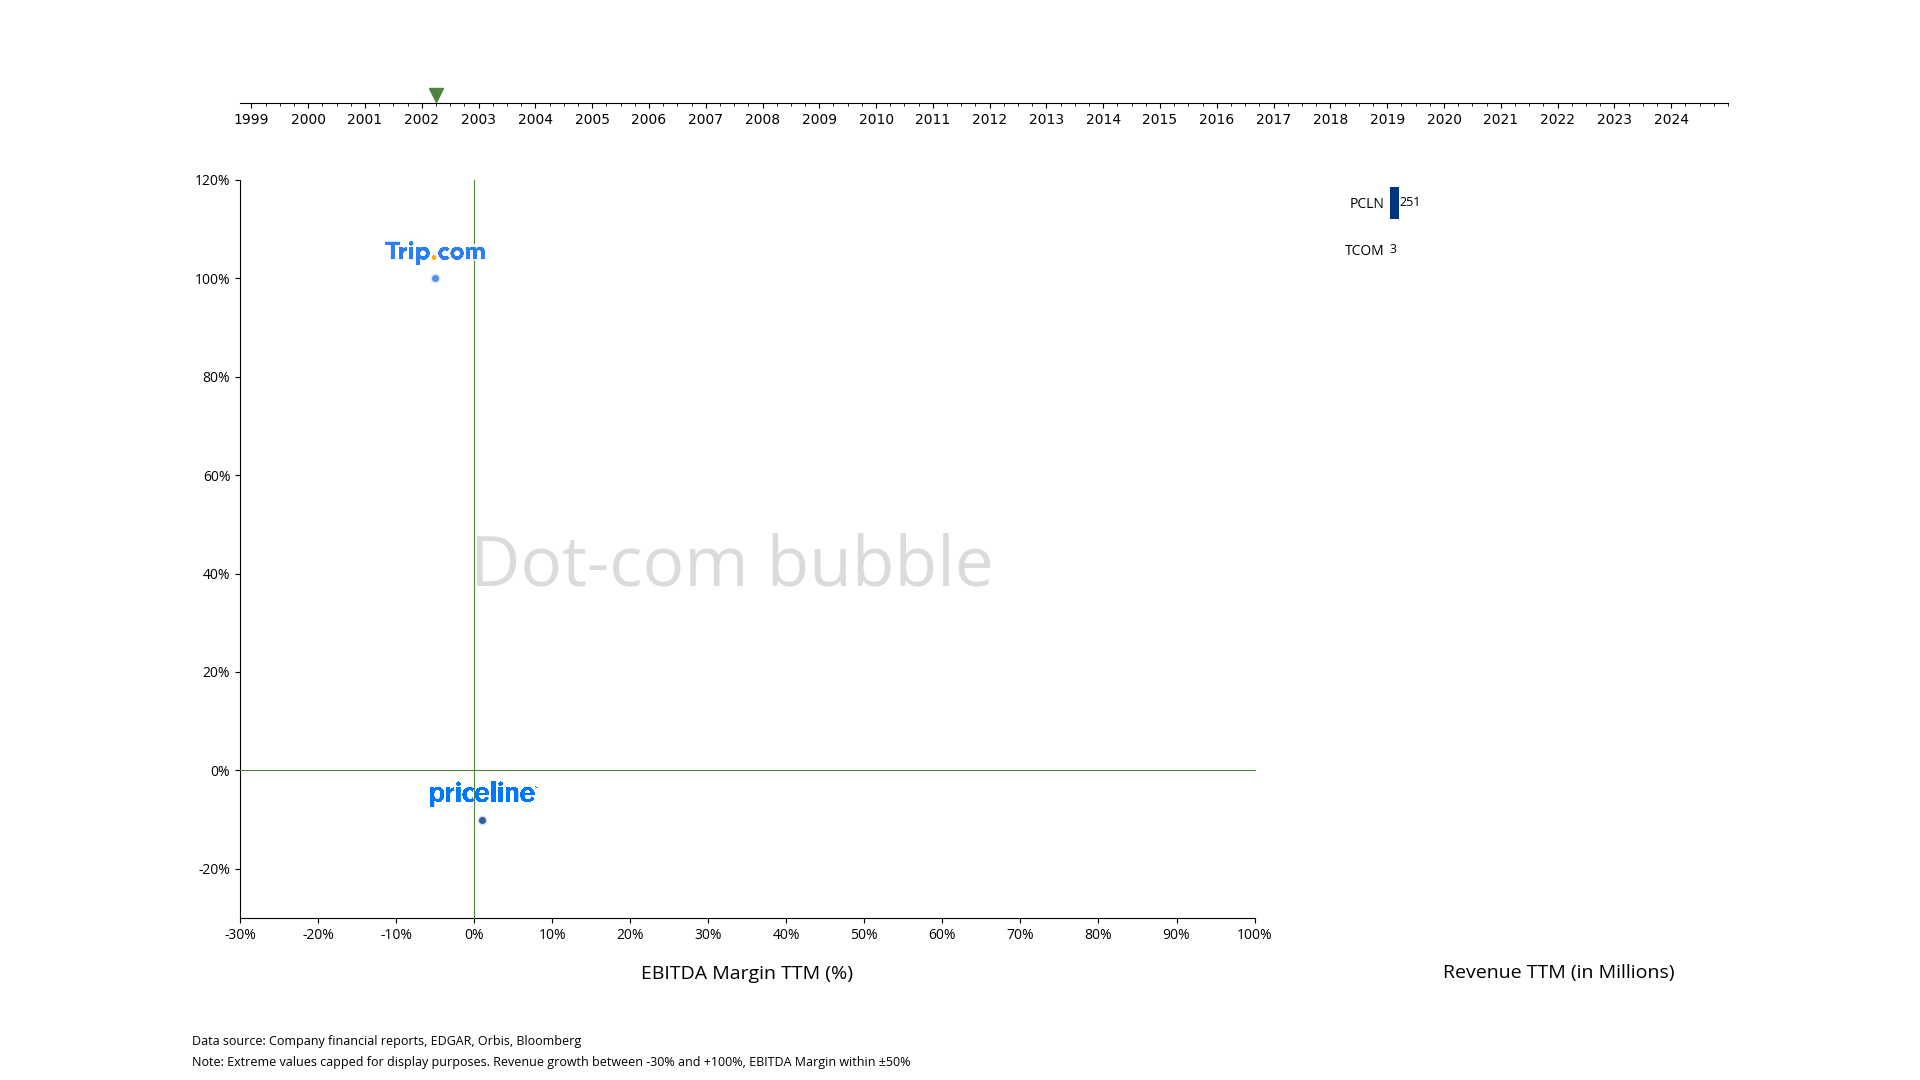 1999 2000 2001 2002 2003 2004 2005 2006 2007 2008 2009 2010 2011 2012 2013 2014 2015 2016 2017 2018 2019 2020 2021 2022 2023 2024
120%
100%
80%
60%
40%
20%
0%
-20%
Trip.com
Dot-com bubble
priceline
-30% -20% -10% 0% 10% 20% 30% 40% 50% 60% 70% 80% 90% 100%
EBITDA Margin TTM (%)
PCLN 251
TCOM 3
Revenue TTM (in Millions)
Data source: Company financial reports, EDGAR, Orbis, Bloomberg
Note: Extreme values capped for display purposes. Revenue growth between -30% and +100%, EBITDA Margin within ±50%